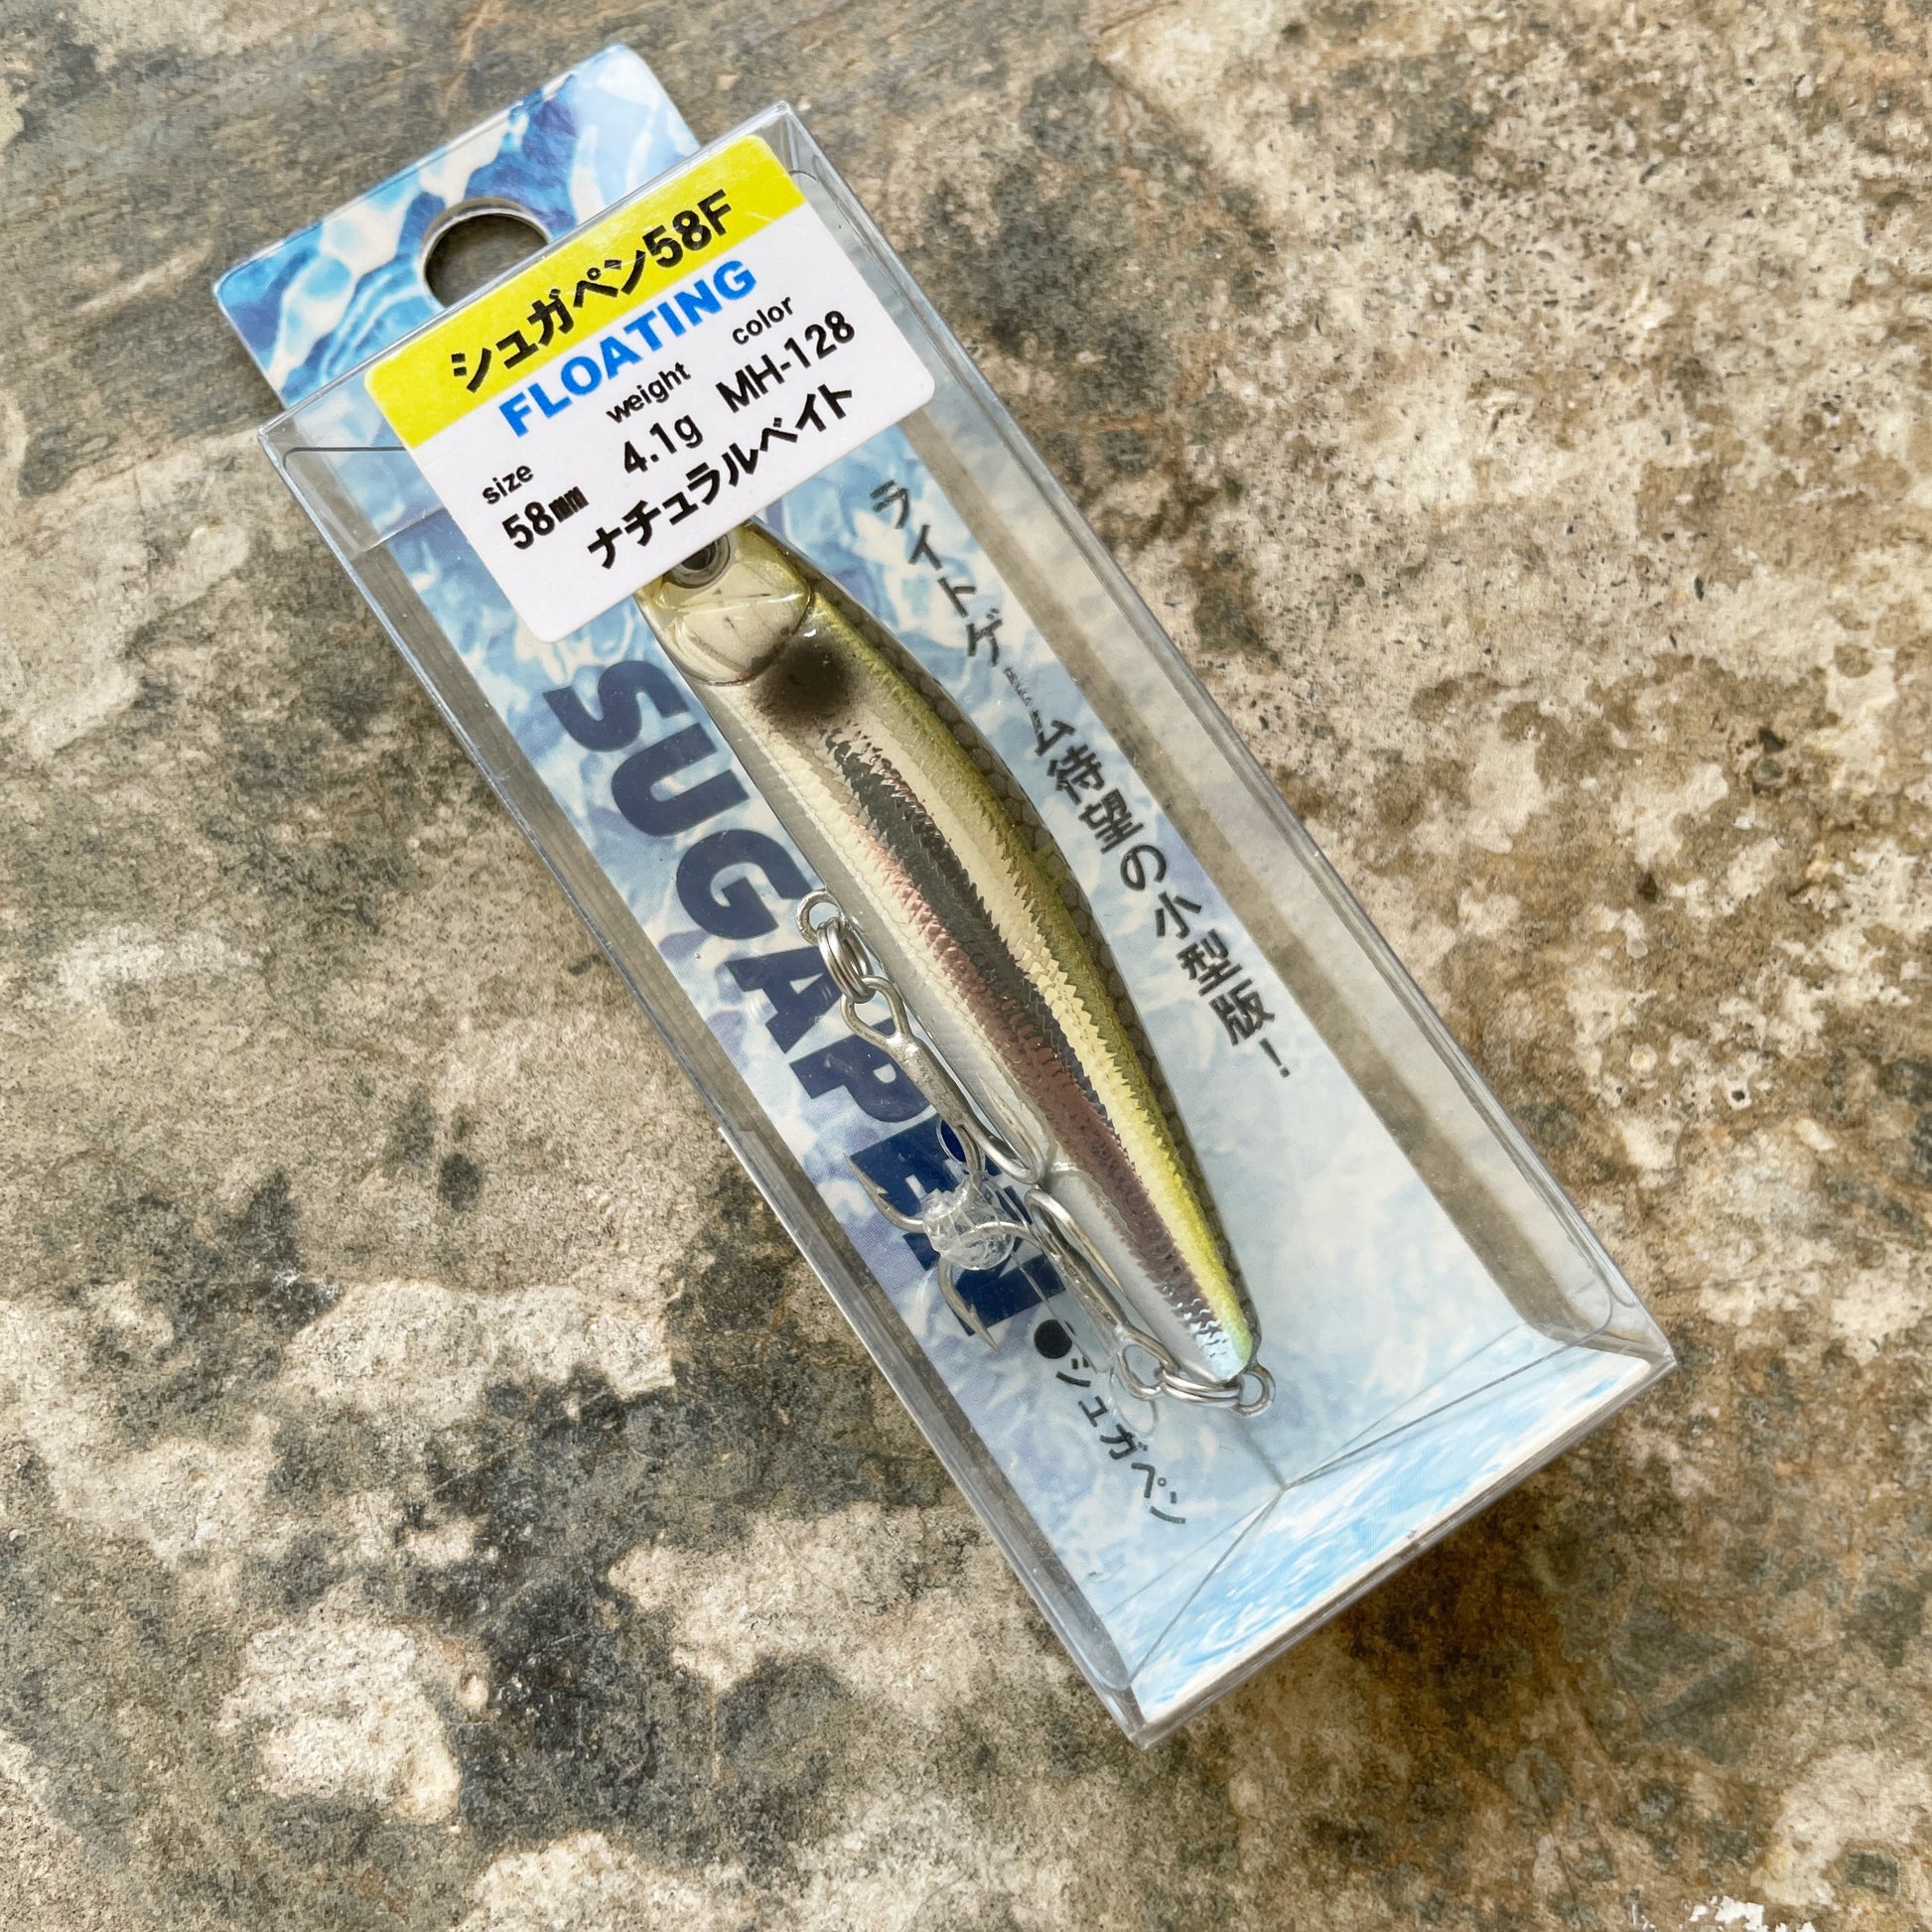 シュガペン58F
FLOATING
size weight color
58mm 4.1g MH-128
ナチュラルベイト
ライトゲーム待望の小型版!
SUGAPEN
●シュガペン